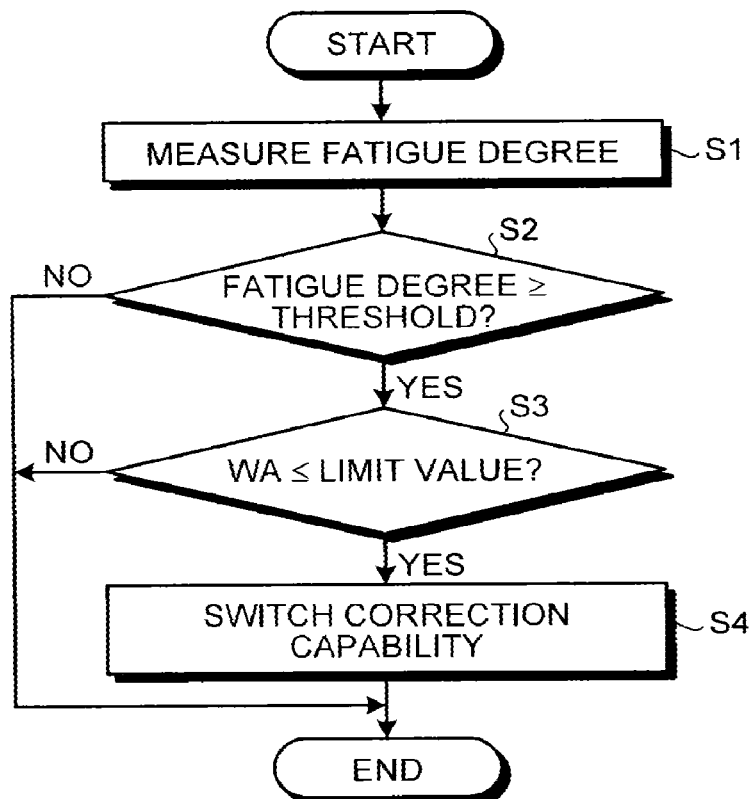 START
MEASURE FATIGUE DEGREE
S1
S2
NO
FATIGUE DEGREE ≥
THRESHOLD?
YES
S3
NO
WA ≤ LIMIT VALUE?
YES
SWITCH CORRECTION
CAPABILITY
S4
END